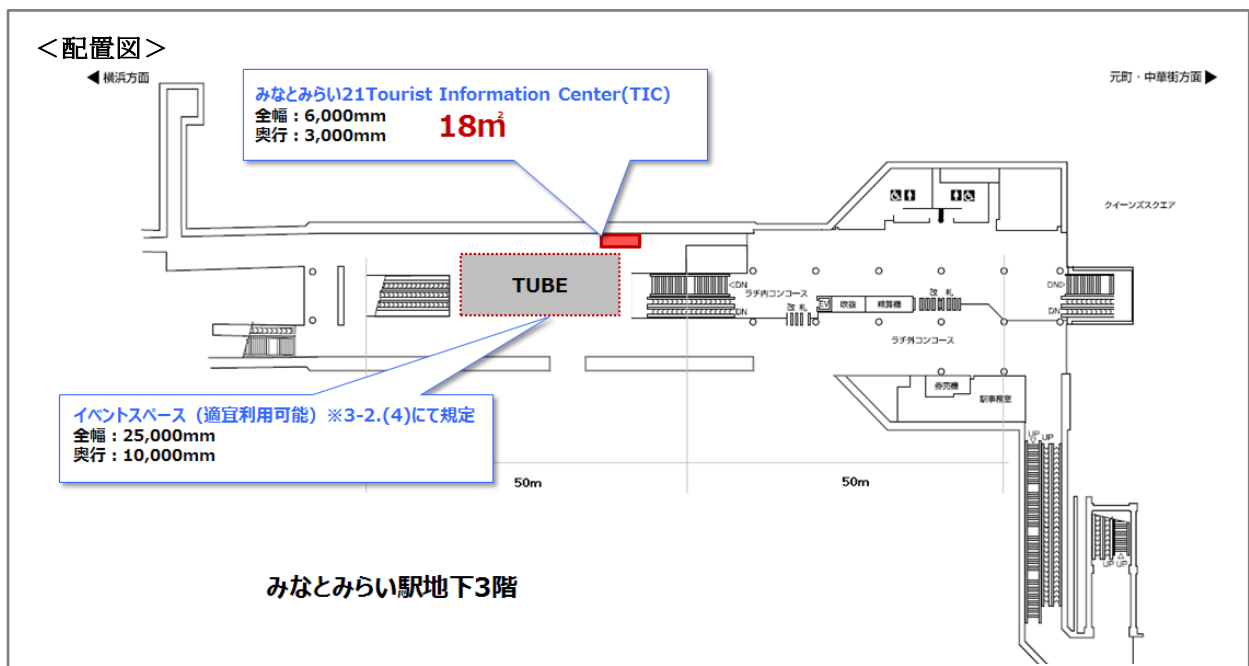 ＜配置図＞
◀横浜方面
元町・中華街方面▶
みなとみらい21Tourist Information Center(TIC)
全幅：6,000mm
奥行：3,000mm
18㎡
クイーンズスクエア
TUBE
◁DN
DN
ラチ内コンコース
改札
EV
吹抜
精算機
改札
DN▷
DN
ラチ外コンコース
券売機
駅事務室
イベントスペース（適宜利用可能）※3-2.(4)にて規定
全幅：25,000mm
奥行：10,000mm
UP
UP
50m
50m
UP UP
みなとみらい駅地下3階